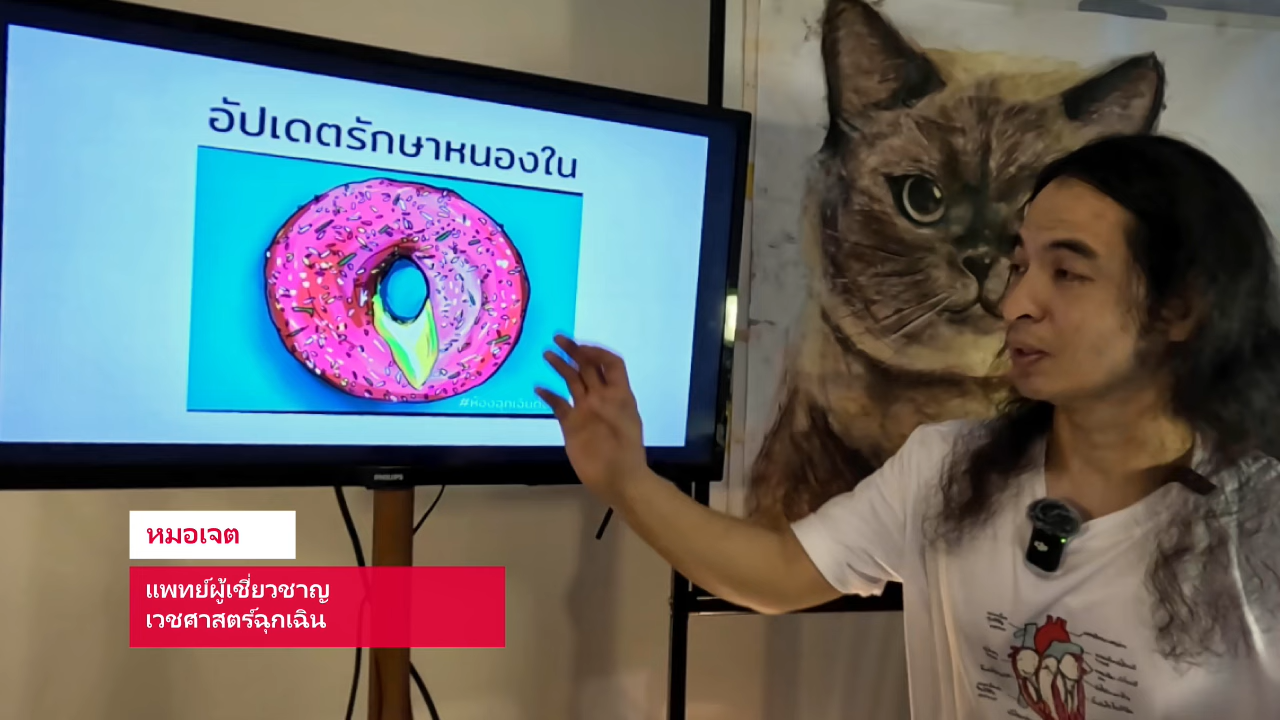 อัปเดตรักษาหนองใน
PHILIPS
หมอเจต
แพทย์ผู้เชี่ยวชาญ
เวชศาสตร์ฉุกเฉิน